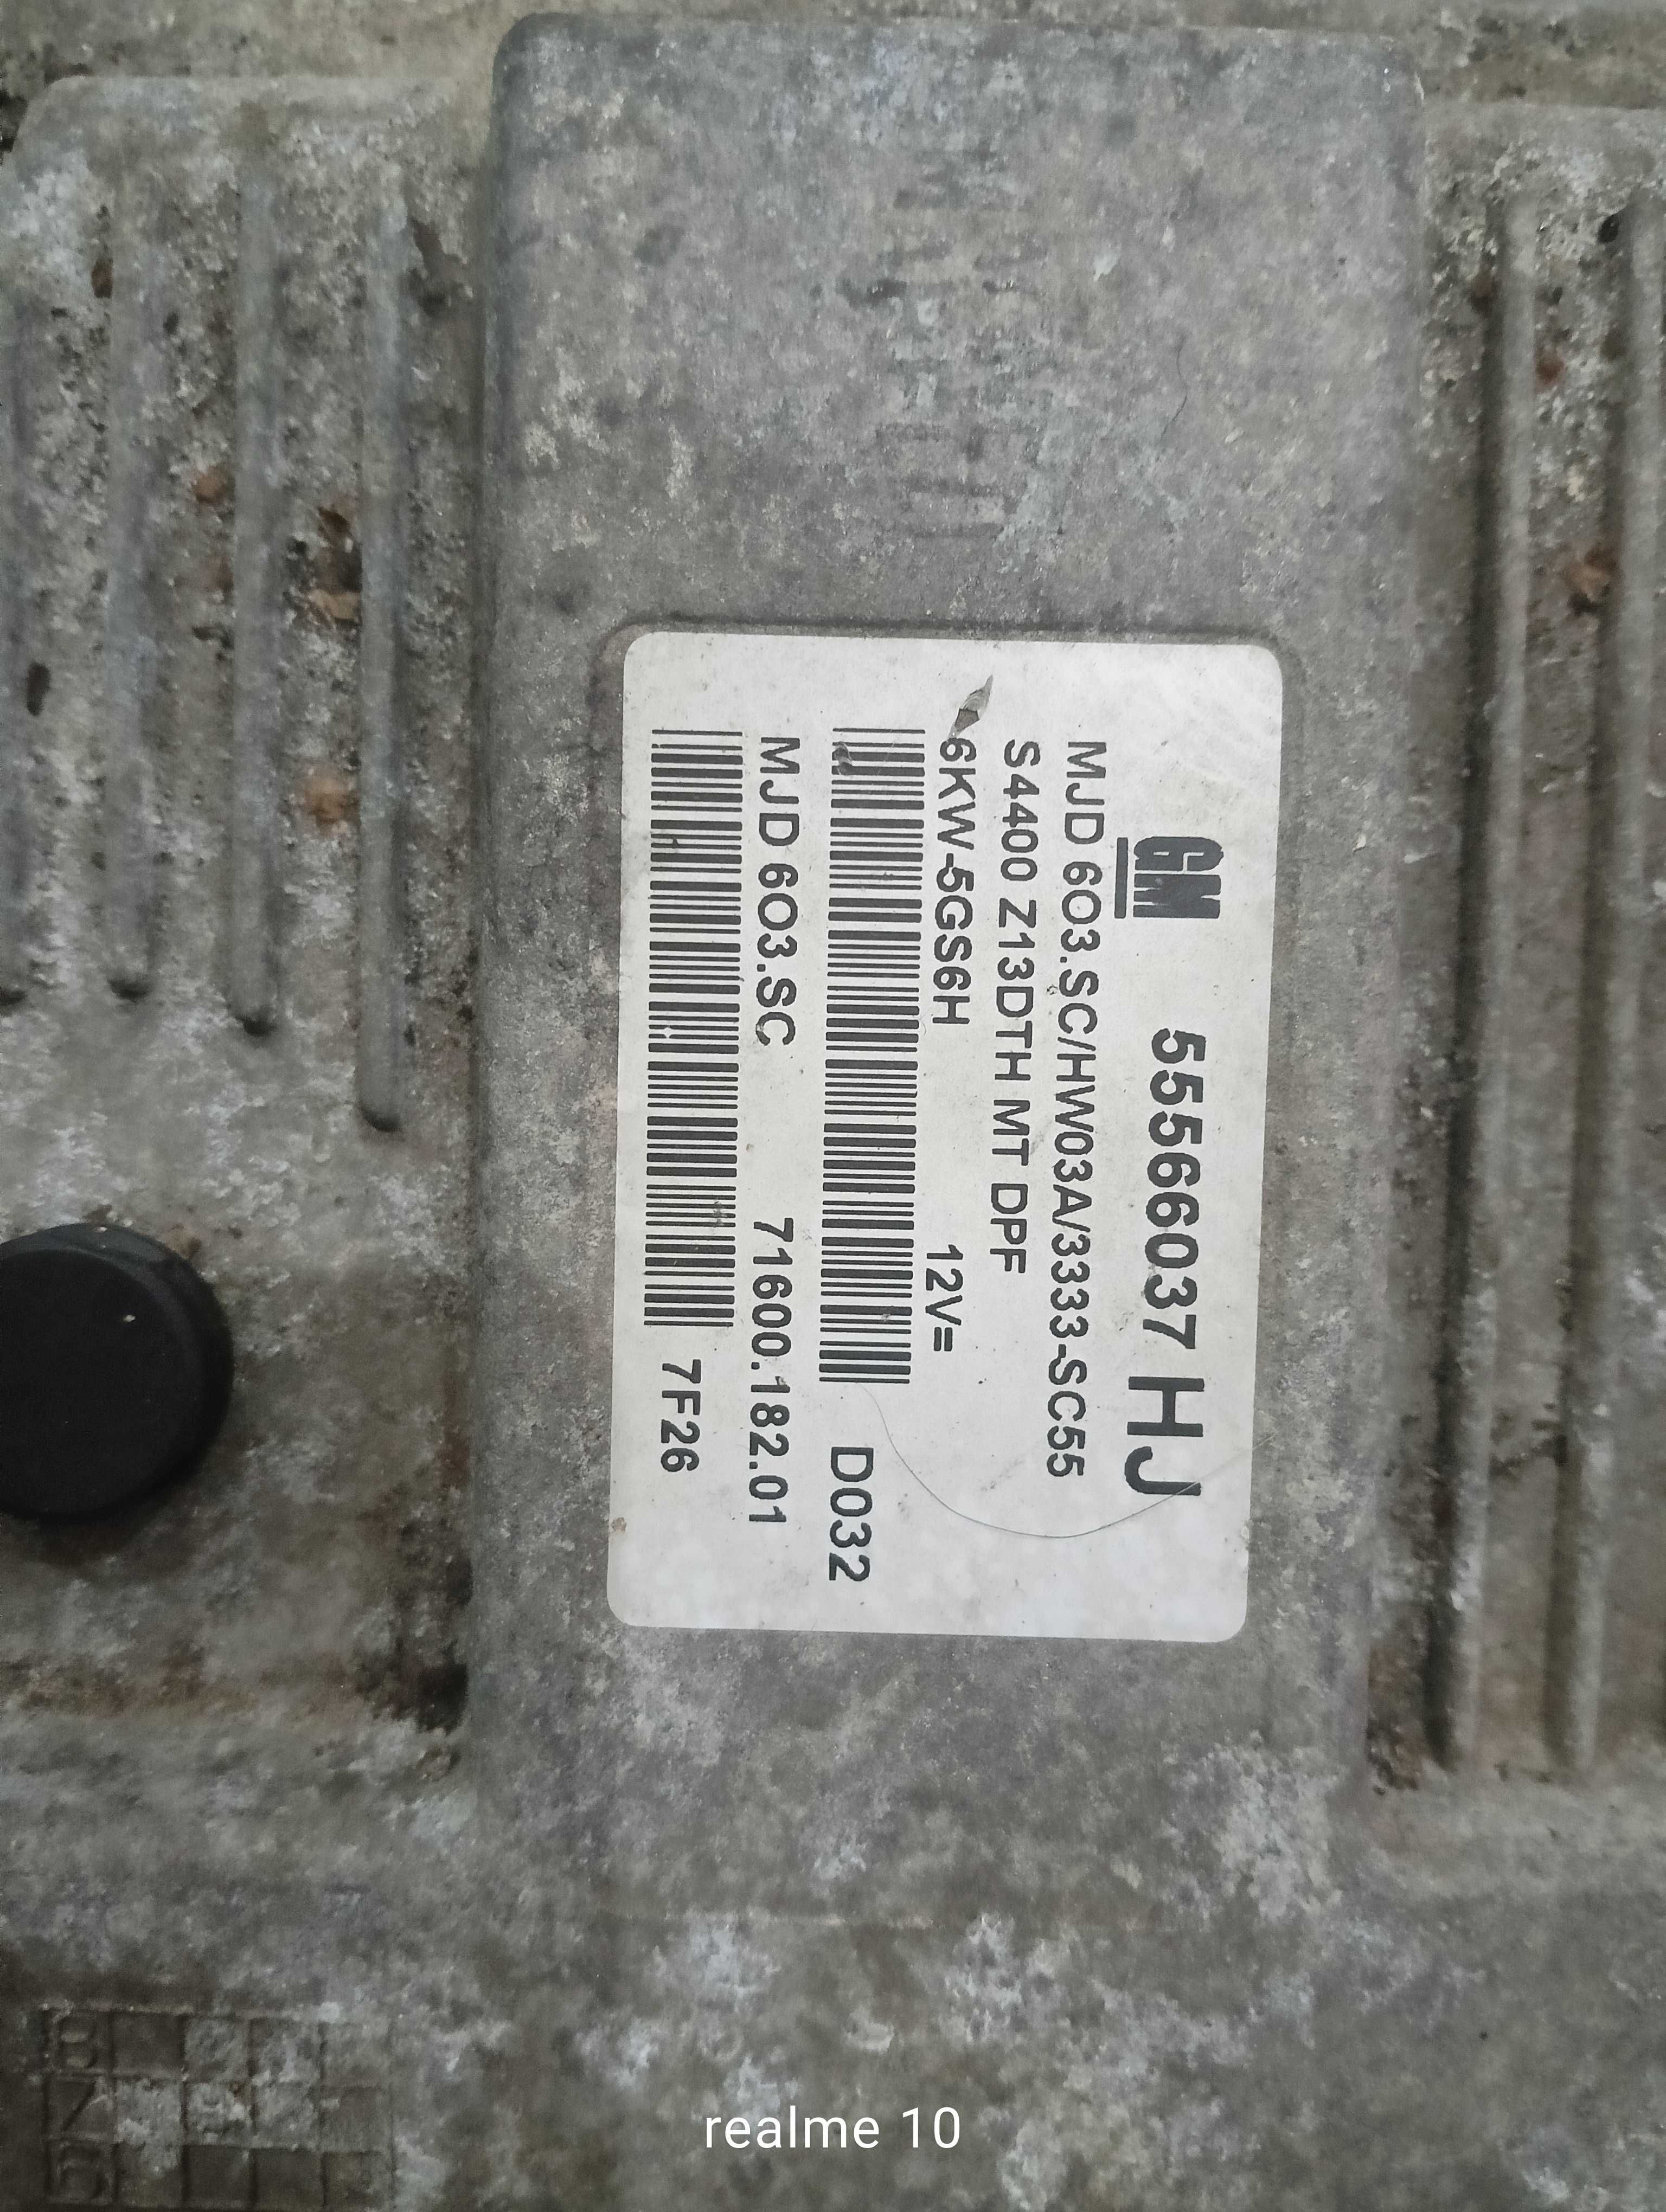 GM 55566037 HJ
MJD 6O3.SC/HW03A/3333-SC55
S4400 Z13DTH MT DPF
6KW-5GS6H 12V=
D032
MJD 6O3.SC 71600.182.01
7F26
realme 10